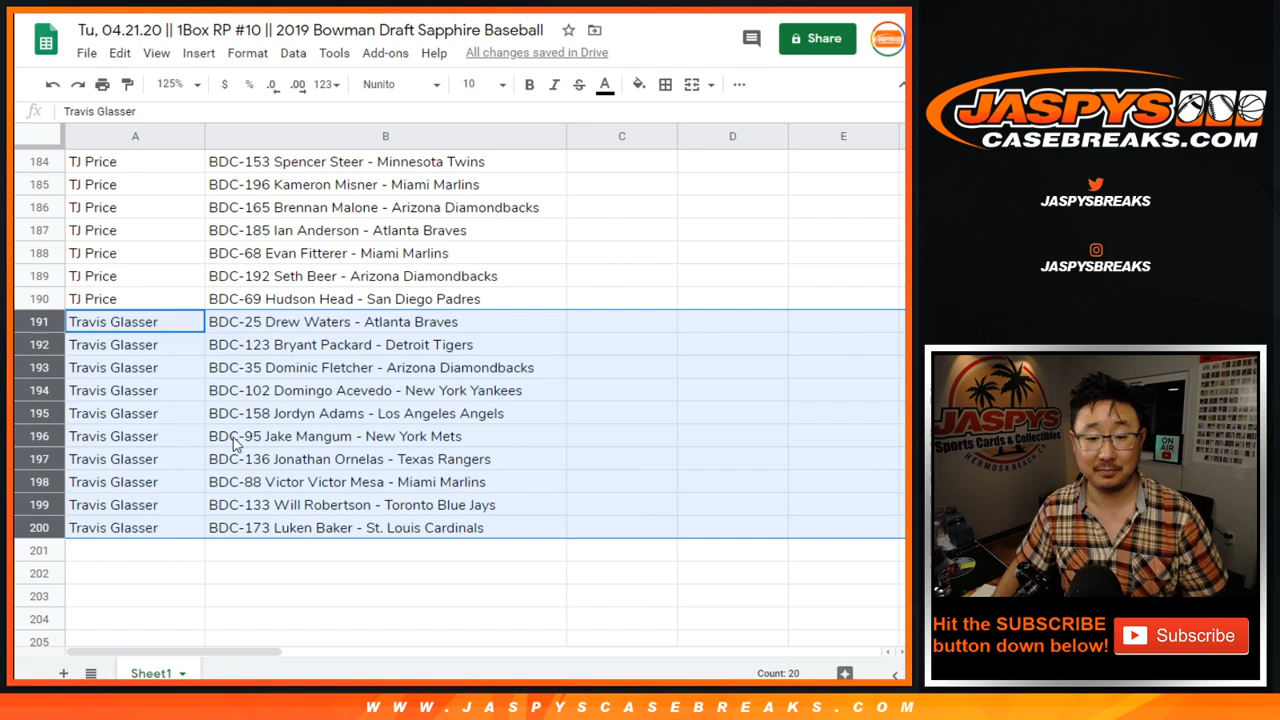 Tu, 04.21.20 || 1Box RP #10 || 2019 Bowman Draft Sapphire Baseball
File Edit View Insert Format Data Tools Add-ons Help All changes saved in Drive
Share
125% $ % .0 .00 123 Nunito 10 B I S A
fx Travis Glasser
A B C D E
184 TJ Price BDC-153 Spencer Steer - Minnesota Twins
185 TJ Price BDC-196 Kameron Misner - Miami Marlins
186 TJ Price BDC-165 Brennan Malone - Arizona Diamondbacks
187 TJ Price BDC-185 Ian Anderson - Atlanta Braves
188 TJ Price BDC-68 Evan Fitterer - Miami Marlins
189 TJ Price BDC-192 Seth Beer - Arizona Diamondbacks
190 TJ Price BDC-69 Hudson Head - San Diego Padres
191 Travis Glasser BDC-25 Drew Waters - Atlanta Braves
192 Travis Glasser BDC-123 Bryant Packard - Detroit Tigers
193 Travis Glasser BDC-35 Dominic Fletcher - Arizona Diamondbacks
194 Travis Glasser BDC-102 Domingo Acevedo - New York Yankees
195 Travis Glasser BDC-158 Jordyn Adams - Los Angeles Angels
196 Travis Glasser BDC-95 Jake Mangum - New York Mets
197 Travis Glasser BDC-136 Jonathan Ornelas - Texas Rangers
198 Travis Glasser BDC-88 Victor Victor Mesa - Miami Marlins
199 Travis Glasser BDC-133 Will Robertson - Toronto Blue Jays
200 Travis Glasser BDC-173 Luken Baker - St. Louis Cardinals
201
202
203
204
205
Sheet1 Count: 20
JASPYS
CASEBREAKS.COM
JASPYSBREAKS
JASPYSBREAKS
JASPYS
Sports Cards & Collectibles
HERMOSA BEACH, CA
ON AIR
Hit the SUBSCRIBE
button down below!
Subscribe
WWW.JASPYSCASEBREAKS.COM